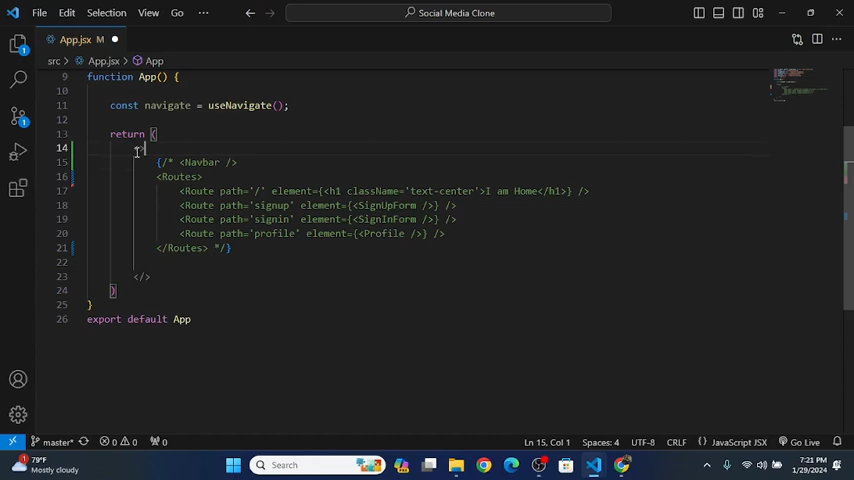 File Edit Selection View Go ··· Social Media Clone
App.jsx M
src > App.jsx > App
9 function App() {
10
11 const navigate = useNavigate();
12
13 return (
14 <>
15 {/* <Navbar />
16 <Routes>
17 <Route path='/' element={<h1 className='text-center'>I am Home</h1>} />
18 <Route path='signup' element={<SignUpForm />} />
19 <Route path='signin' element={<SignInForm />} />
20 <Route path='profile' element={<Profile />} />
21 </Routes> */}
22
23 </>
24 )
25 }
26 export default App
master* 0 0 0 Ln 15, Col 1 Spaces: 4 UTF-8 CRLF {} JavaScript JSX Go Live
79°F
Mostly cloudy
Search
7:21 PM
1/29/2024